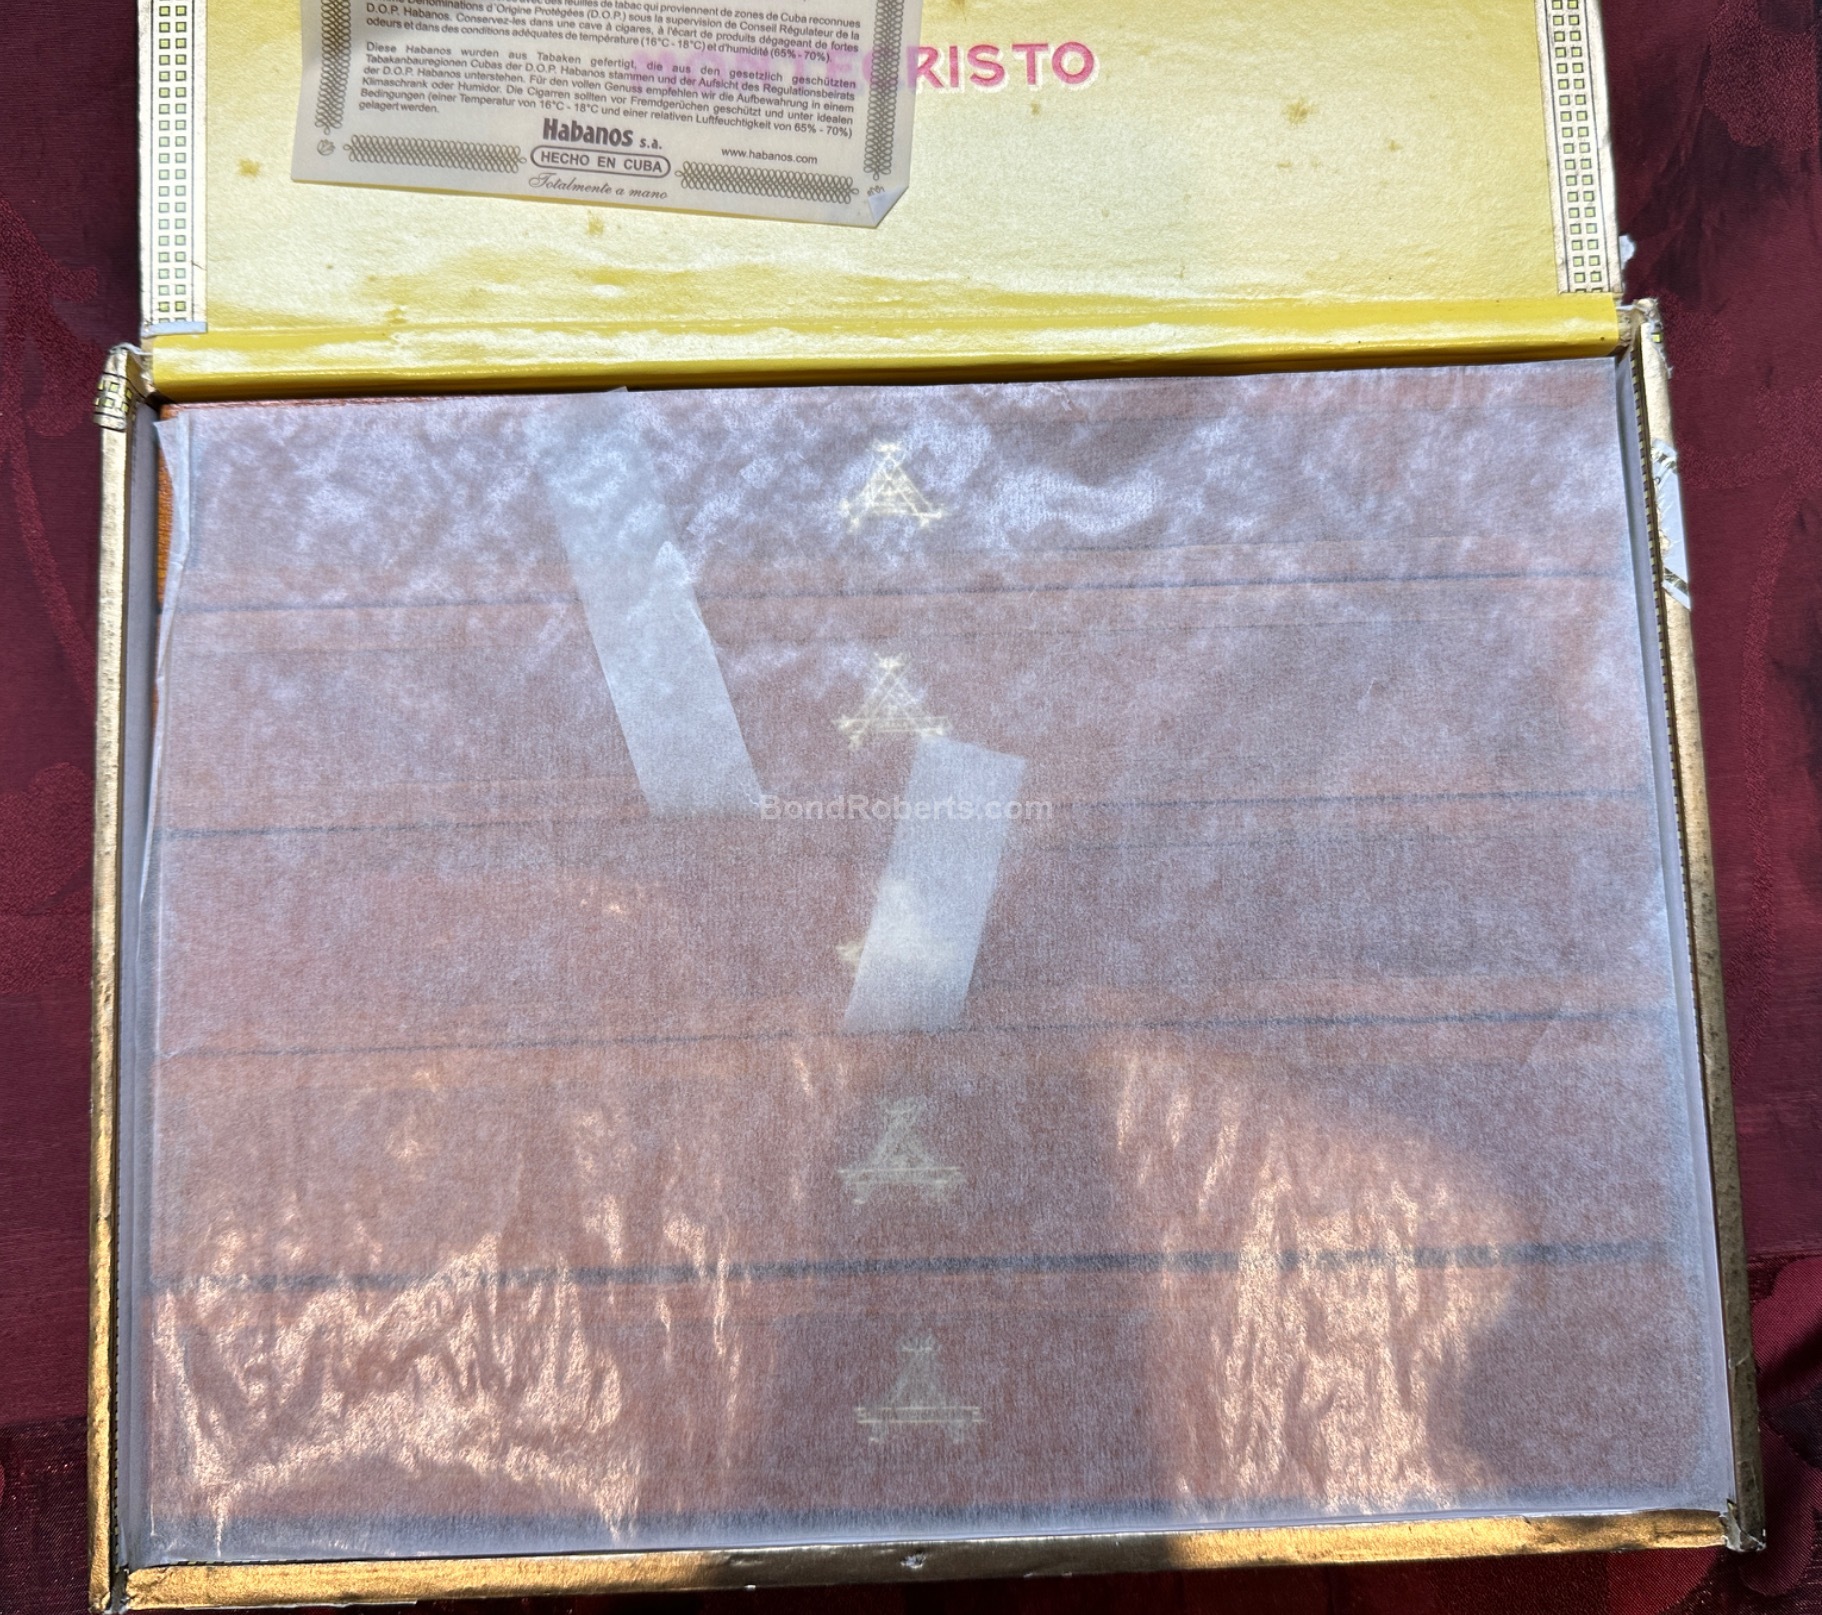 avec des feuilles de tabac qui proviennent de zones de Cuba reconnues
Dénominations d'Origine Protégées (D.O.P.) sous la supervision de Conseil Régulateur de la
D.O.P. Habanos. Conservez-les dans une cave à cigares, à l'écart de produits dégageant de fortes
odeurs et dans des conditions adéquates de température (16°C - 18°C) et d'humidité (65% - 70%).
Diese Habanos wurden aus Tabaken gefertigt, die aus den gesetzlich geschützten
Tabakanbauregionen Cubas der D.O.P. Habanos stammen und der Aufsicht des Regulationsbeirats
der D.O.P. Habanos unterstehen. Für den vollen Genuss empfehlen wir die Aufbewahrung in einem
Klimaschrank oder Humidor. Die Cigarren sollten vor Fremdgerüchen geschützt und unter idealen
Bedingungen (einer Temperatur von 16°C - 18°C und einer relativen Luftfeuchtigkeit von 65% - 70%)
gelagert werden.
Habanos s.a.
HECHO EN CUBA
www.habanos.com
Totalmente a mano
MONTECRISTO
BondRoberts.com